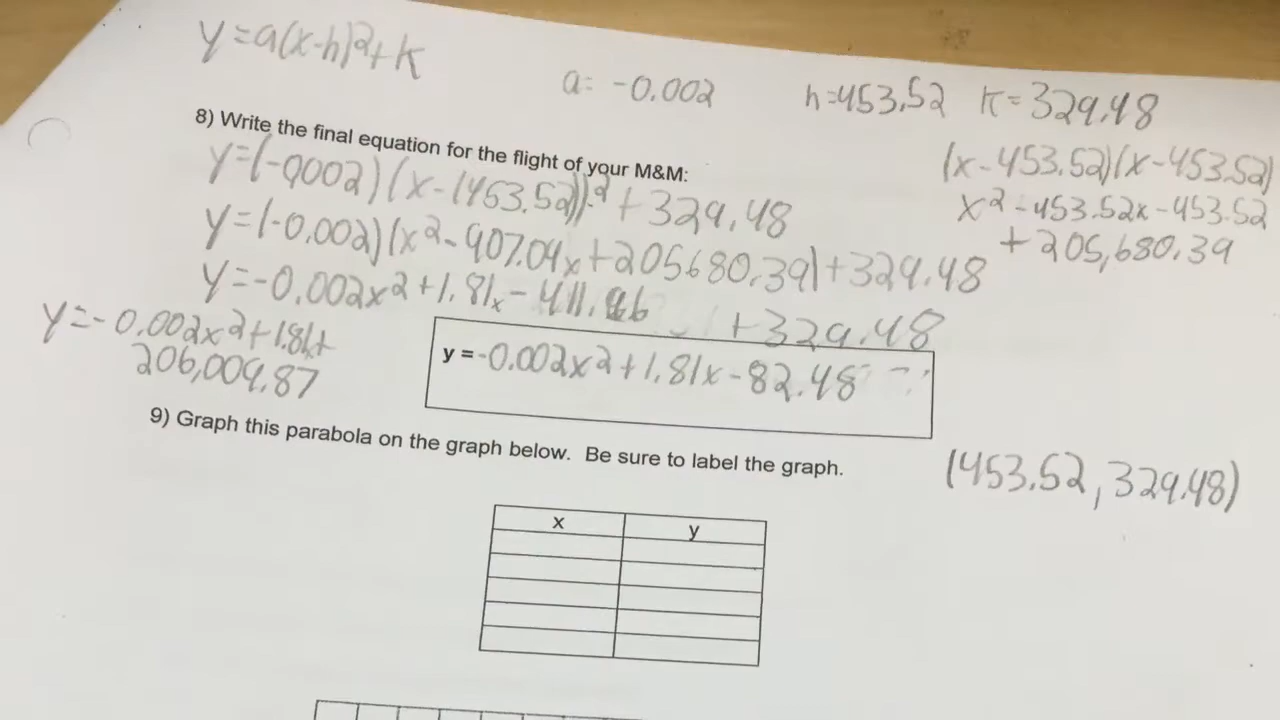 y=a(x-h)²+k
a= -0.002 h=453.52 k=329.48
8) Write the final equation for the flight of your M&M:
y=(-0.002)(x-(453.52))² +329.48
(x-453.52)(x-453.52)
x²-453.52x-453.52
+205,680.39
y=(-0.002)(x²-907.04x+205680.39)+329.48
y=-0.002x²+1.81x-411.36
+329.48
y=-0.002x²+1.81x+
206,009.87
y = -0.002x²+1.81x-82.48
9) Graph this parabola on the graph below. Be sure to label the graph.
(453.52, 329.48)
x y